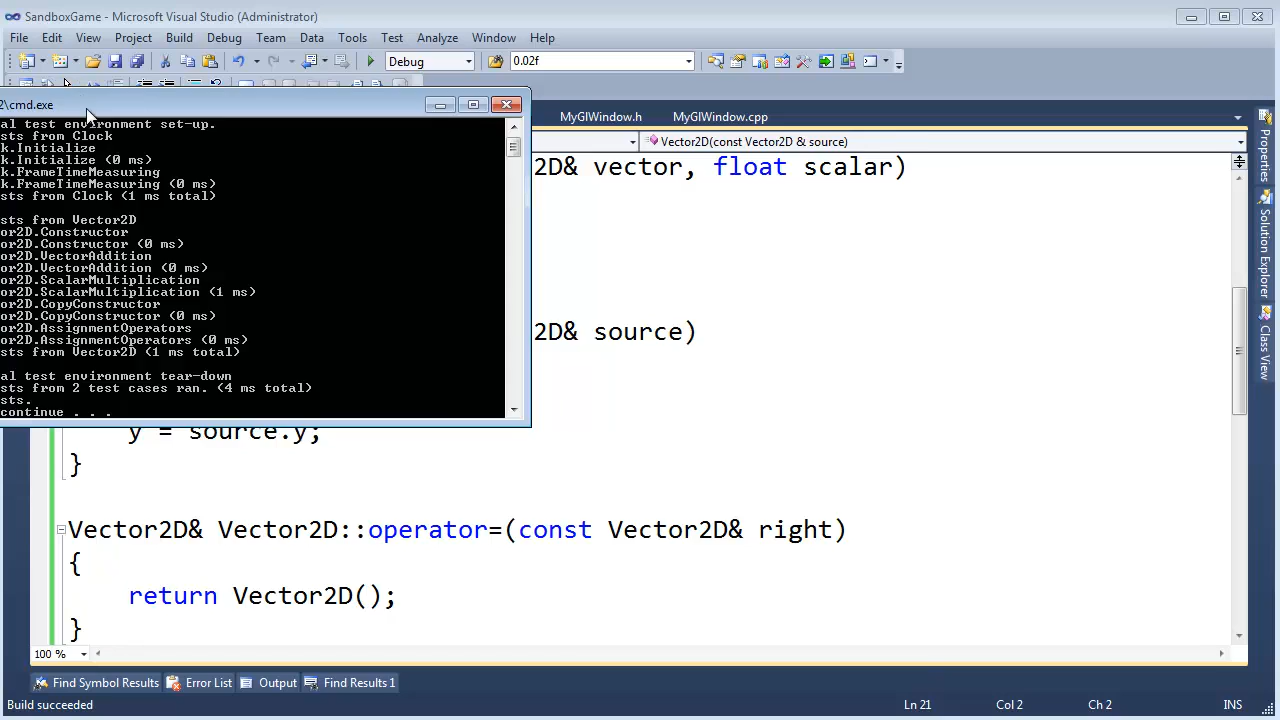 SandboxGame - Microsoft Visual Studio (Administrator)
File Edit View Project Build Debug Team Data Tools Test Analyze Window Help
Debug 0.02f
2\cmd.exe
MyGlWindow.h MyGlWindow.cpp
Vector2D(const Vector2D & source)
al test environment set-up.
sts from Clock
k.Initialize
k.Initialize (0 ms)
k.FrameTimeMeasuring
k.FrameTimeMeasuring (0 ms)
sts from Clock (1 ms total)
sts from Vector2D
or2D.Constructor
or2D.Constructor (0 ms)
or2D.VectorAddition
or2D.VectorAddition (0 ms)
or2D.ScalarMultiplication
or2D.ScalarMultiplication (1 ms)
or2D.CopyConstructor
or2D.CopyConstructor (0 ms)
or2D.AssignmentOperators
or2D.AssignmentOperators (0 ms)
sts from Vector2D (1 ms total)
al test environment tear-down
sts from 2 test cases ran. (4 ms total)
sts.
continue . . .
2D& vector, float scalar)
2D& source)
y = source.y;
}
Vector2D& Vector2D::operator=(const Vector2D& right)
{
return Vector2D();
}
Properties
Solution Explorer
Class View
100 %
Find Symbol Results Error List Output Find Results 1
Build succeeded Ln 21 Col 2 Ch 2 INS